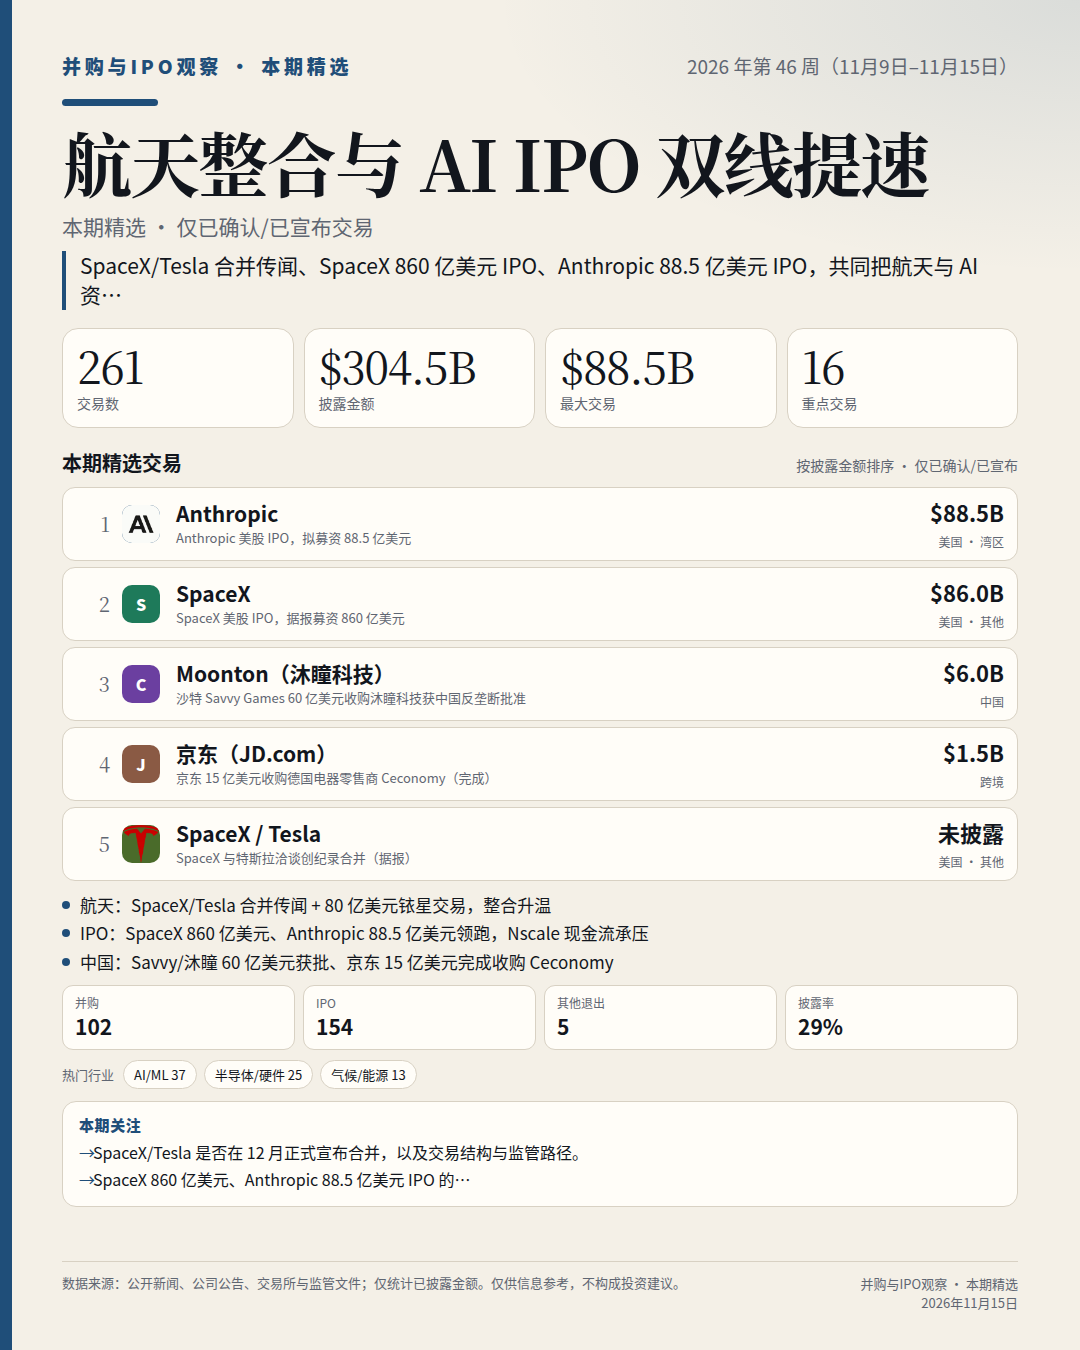 并购与IPO观察 · 本期精选
2026 年第 46 周（11月9日–11月15日）
航天整合与 AI IPO 双线提速
本期精选 · 仅已确认/已宣布交易
SpaceX/Tesla 合并传闻、SpaceX 860 亿美元 IPO、Anthropic 88.5 亿美元 IPO，共同把航天与 AI
资…
261
交易数
$304.5B
披露金额
$88.5B
最大交易
16
重点交易
本期精选交易
按披露金额排序 · 仅已确认/已宣布
1
Anthropic
Anthropic 美股 IPO，拟募资 88.5 亿美元
$88.5B
美国 · 湾区
2
S
SpaceX
SpaceX 美股 IPO，据报募资 860 亿美元
$86.0B
美国 · 其他
3
C
Moonton（沐瞳科技）
沙特 Savvy Games 60 亿美元收购沐瞳科技获中国反垄断批准
$6.0B
中国
4
J
京东（JD.com）
京东 15 亿美元收购德国电器零售商 Ceconomy（完成）
$1.5B
跨境
5
SpaceX / Tesla
SpaceX 与特斯拉洽谈创纪录合并（据报）
未披露
美国 · 其他
航天：SpaceX/Tesla 合并传闻 + 80 亿美元铱星交易，整合升温
IPO：SpaceX 860 亿美元、Anthropic 88.5 亿美元领跑，Nscale 现金流承压
中国：Savvy/沐瞳 60 亿美元获批、京东 15 亿美元完成收购 Ceconomy
并购
102
IPO
154
其他退出
5
披露率
29%
热门行业 AI/ML 37 半导体/硬件 25 气候/能源 13
本期关注
→SpaceX/Tesla 是否在 12 月正式宣布合并，以及交易结构与监管路径。
→SpaceX 860 亿美元、Anthropic 88.5 亿美元 IPO 的…
数据来源：公开新闻、公司公告、交易所与监管文件；仅统计已披露金额。仅供信息参考，不构成投资建议。
并购与IPO观察 · 本期精选
2026年11月15日